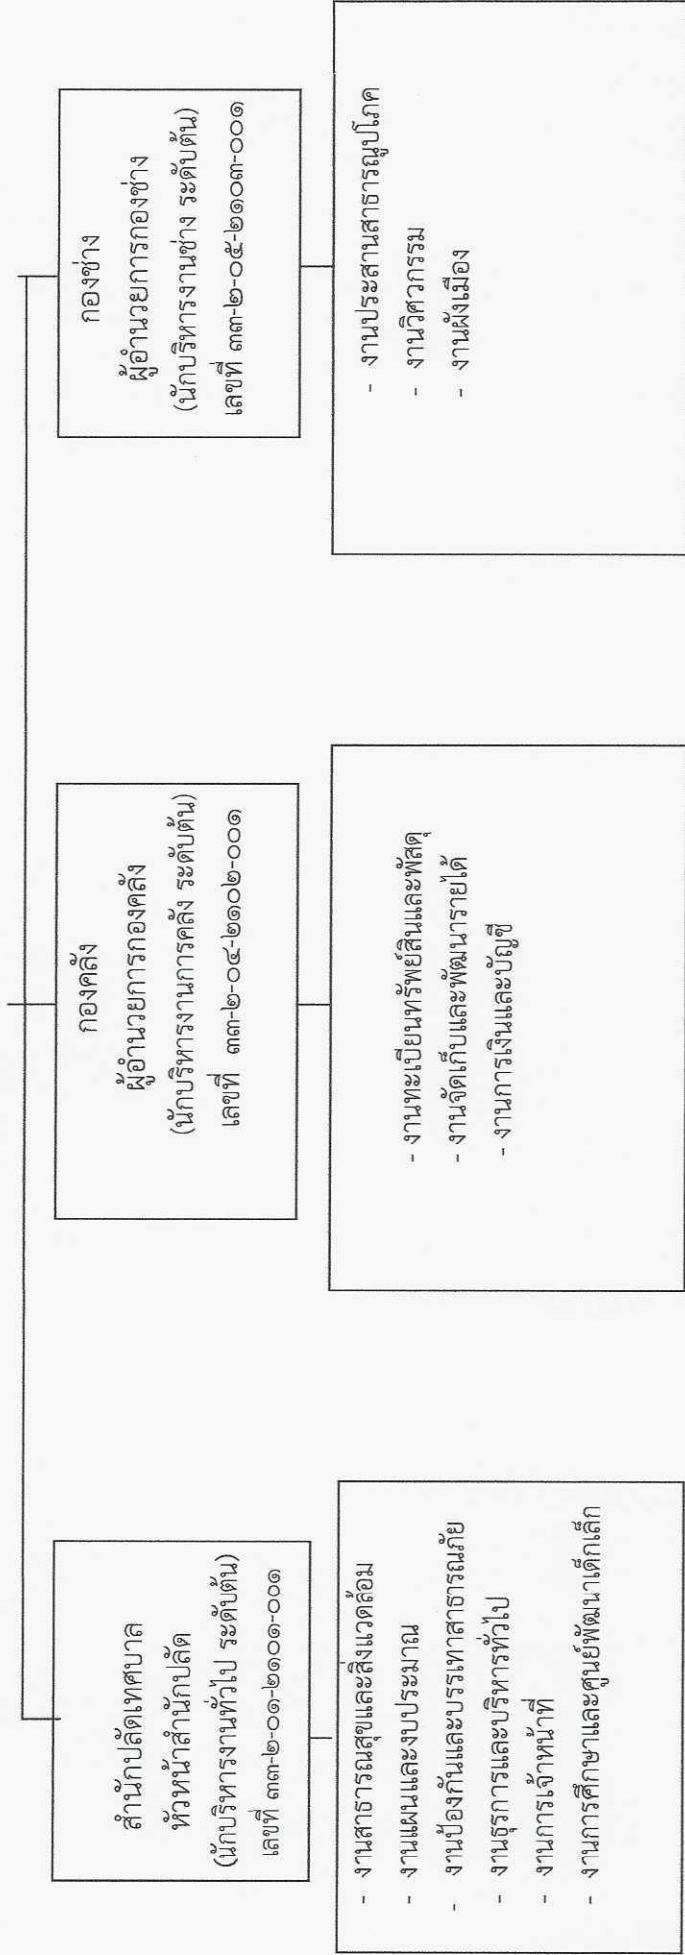 สำนักปลัดเทศบาล
หัวหน้าสำนักปลัด
(นักบริหารงานทั่วไป ระดับต้น)
เลขที่ ๓๓-๒-๐๑-๒๑๐๑-๐๐๑
- งานสาธารณสุขและสิ่งแวดล้อม
- งานแผนและงบประมาณ
- งานป้องกันและบรรเทาสาธารณภัย
- งานธุรการและบริหารทั่วไป
- งานการเจ้าหน้าที่
- งานการศึกษาและศูนย์พัฒนาเด็กเล็ก
กองคลัง
ผู้อำนวยการกองคลัง
(นักบริหารงานการคลัง ระดับต้น)
เลขที่ ๓๓-๒-๐๔-๒๑๐๒-๐๐๑
- งานทะเบียนทรัพย์สินและพัสดุ
- งานจัดเก็บและพัฒนารายได้
- งานการเงินและบัญชี
กองช่าง
ผู้อำนวยการกองช่าง
(นักบริหารงานช่าง ระดับต้น)
เลขที่ ๓๓-๒-๐๕-๒๑๐๓-๐๐๑
- งานประสานสาธารณูปโภค
- งานวิศวกรรม
- งานผังเมือง